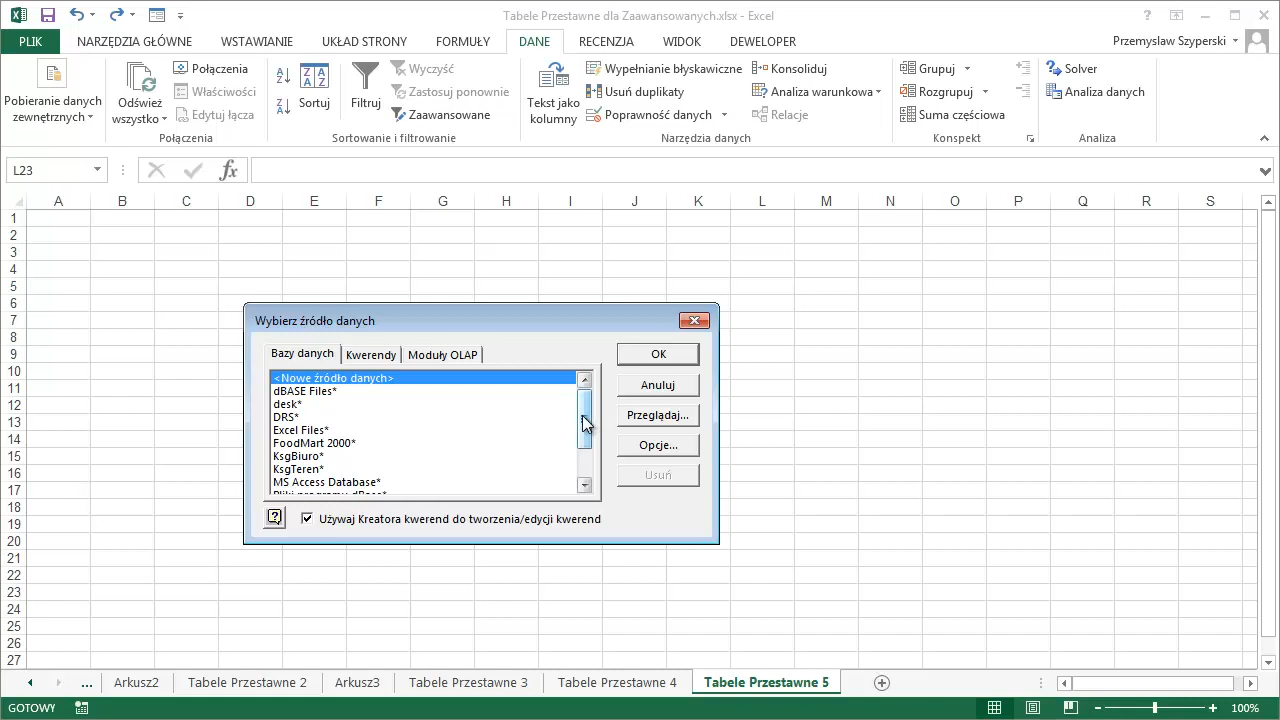 Tabele Przestawne dla Zaawansowanych.xlsx - Excel
PLIK NARZĘDZIA GŁÓWNE WSTAWIANIE UKŁAD STRONY FORMUŁY DANE RECENZJA WIDOK DEWELOPER Przemyslaw Szyperski
Pobieranie danych zewnętrznych
Odśwież wszystko
Połączenia
Właściwości
Edytuj łącza
Połączenia
Sortuj
Filtruj
Wyczyść
Zastosuj ponownie
Zaawansowane
Sortowanie i filtrowanie
Tekst jako kolumny
Wypełnianie błyskawiczne
Usuń duplikaty
Poprawność danych
Konsoliduj
Analiza warunkowa
Relacje
Narzędzia danych
Grupuj
Rozgrupuj
Suma częściowa
Konspekt
Solver
Analiza danych
Analiza
L23
fx
A B C D E F G H I J K L M N O P Q R S
1
2
3
4
5
6
7
8
9
10
11
12
13
14
15
16
17
18
19
20
21
22
23
24
25
26
27
Wybierz źródło danych
Bazy danych Kwerendy Moduły OLAP
<Nowe źródło danych>
dBASE Files*
desk*
DRS*
Excel Files*
FoodMart 2000*
KsgBiuro*
KsgTeren*
MS Access Database*
Pliki programu dBase*
OK
Anuluj
Przeglądaj...
Opcje...
Usuń
Używaj Kreatora kwerend do tworzenia/edycji kwerend
... Arkusz2 Tabele Przestawne 2 Arkusz3 Tabele Przestawne 3 Tabele Przestawne 4 Tabele Przestawne 5
GOTOWY 100%